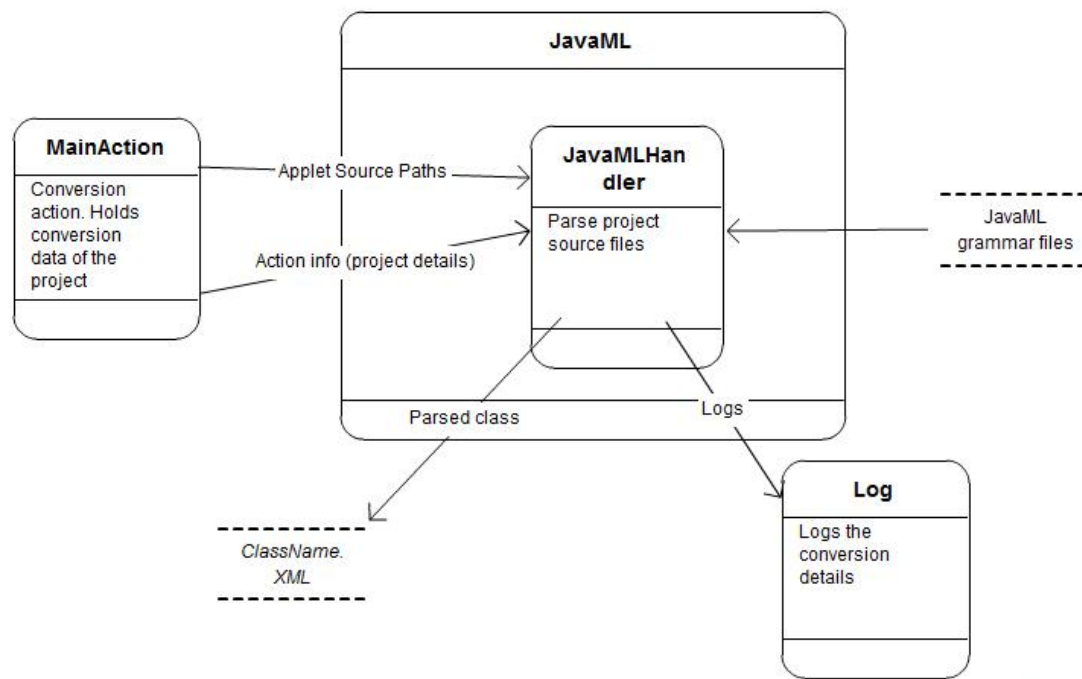 JavaML
MainAction
Conversion
action. Holds
conversion
data of the
project
Applet Source Paths
Action info (project details)
JavaMLHan
dler
Parse project
source files
JavaML
grammar files
Parsed class
Logs
ClassName.
XML
Log
Logs the
conversion
details